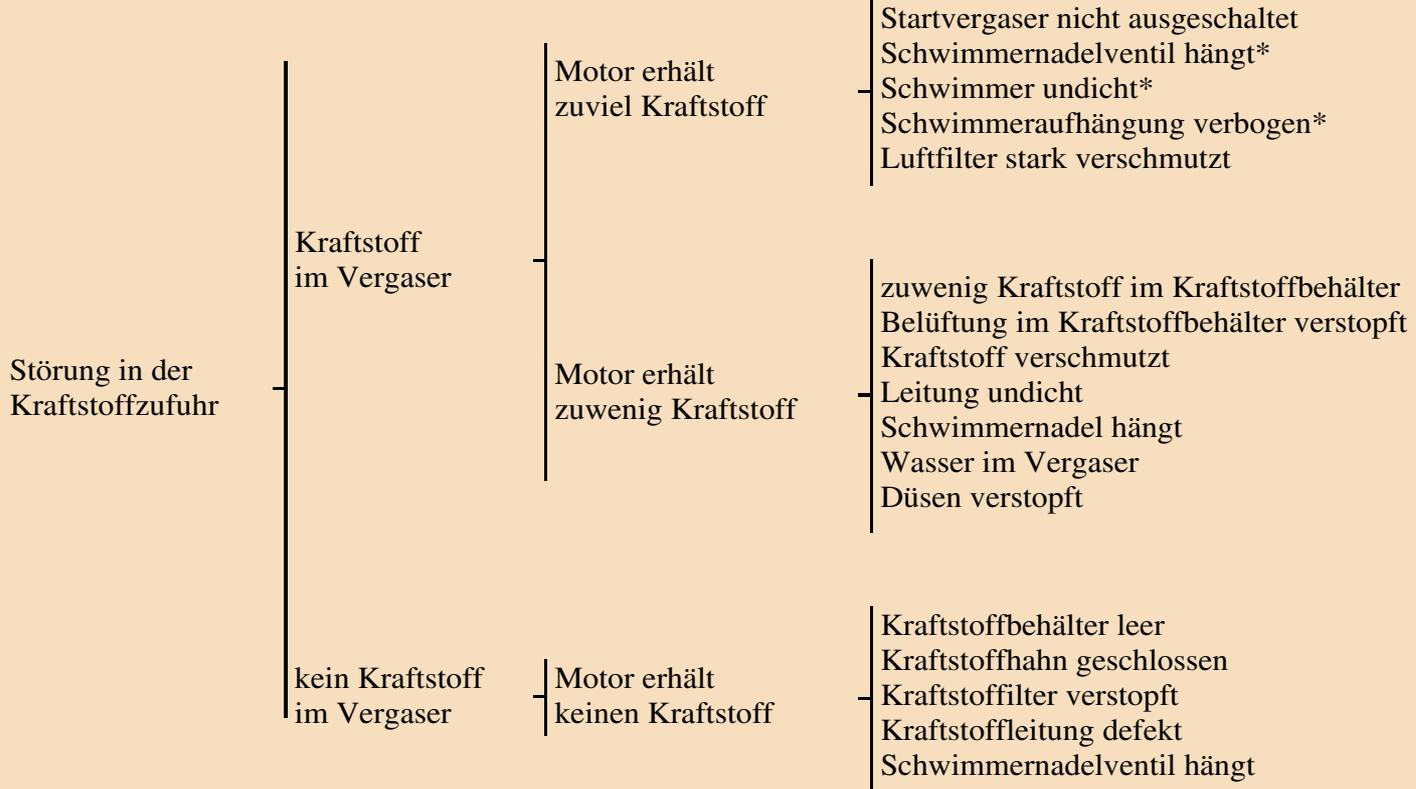 Störung in der
Kraftstoffzufuhr
Kraftstoff
im Vergaser
Motor erhält
zuviel Kraftstoff
Startvergaser nicht ausgeschaltet
Schwimmernadelventil hängt*
Schwimmer undicht*
Schwimmeraufhängung verbogen*
Luftfilter stark verschmutzt
Motor erhält
zuwenig Kraftstoff
zuwenig Kraftstoff im Kraftstoffbehälter
Belüftung im Kraftstoffbehälter verstopft
Kraftstoff verschmutzt
Leitung undicht
Schwimmernadel hängt
Wasser im Vergaser
Düsen verstopft
kein Kraftstoff
im Vergaser
Motor erhält
keinen Kraftstoff
Kraftstoffbehälter leer
Kraftstoffhahn geschlossen
Kraftstoffilter verstopft
Kraftstoffleitung defekt
Schwimmernadelventil hängt